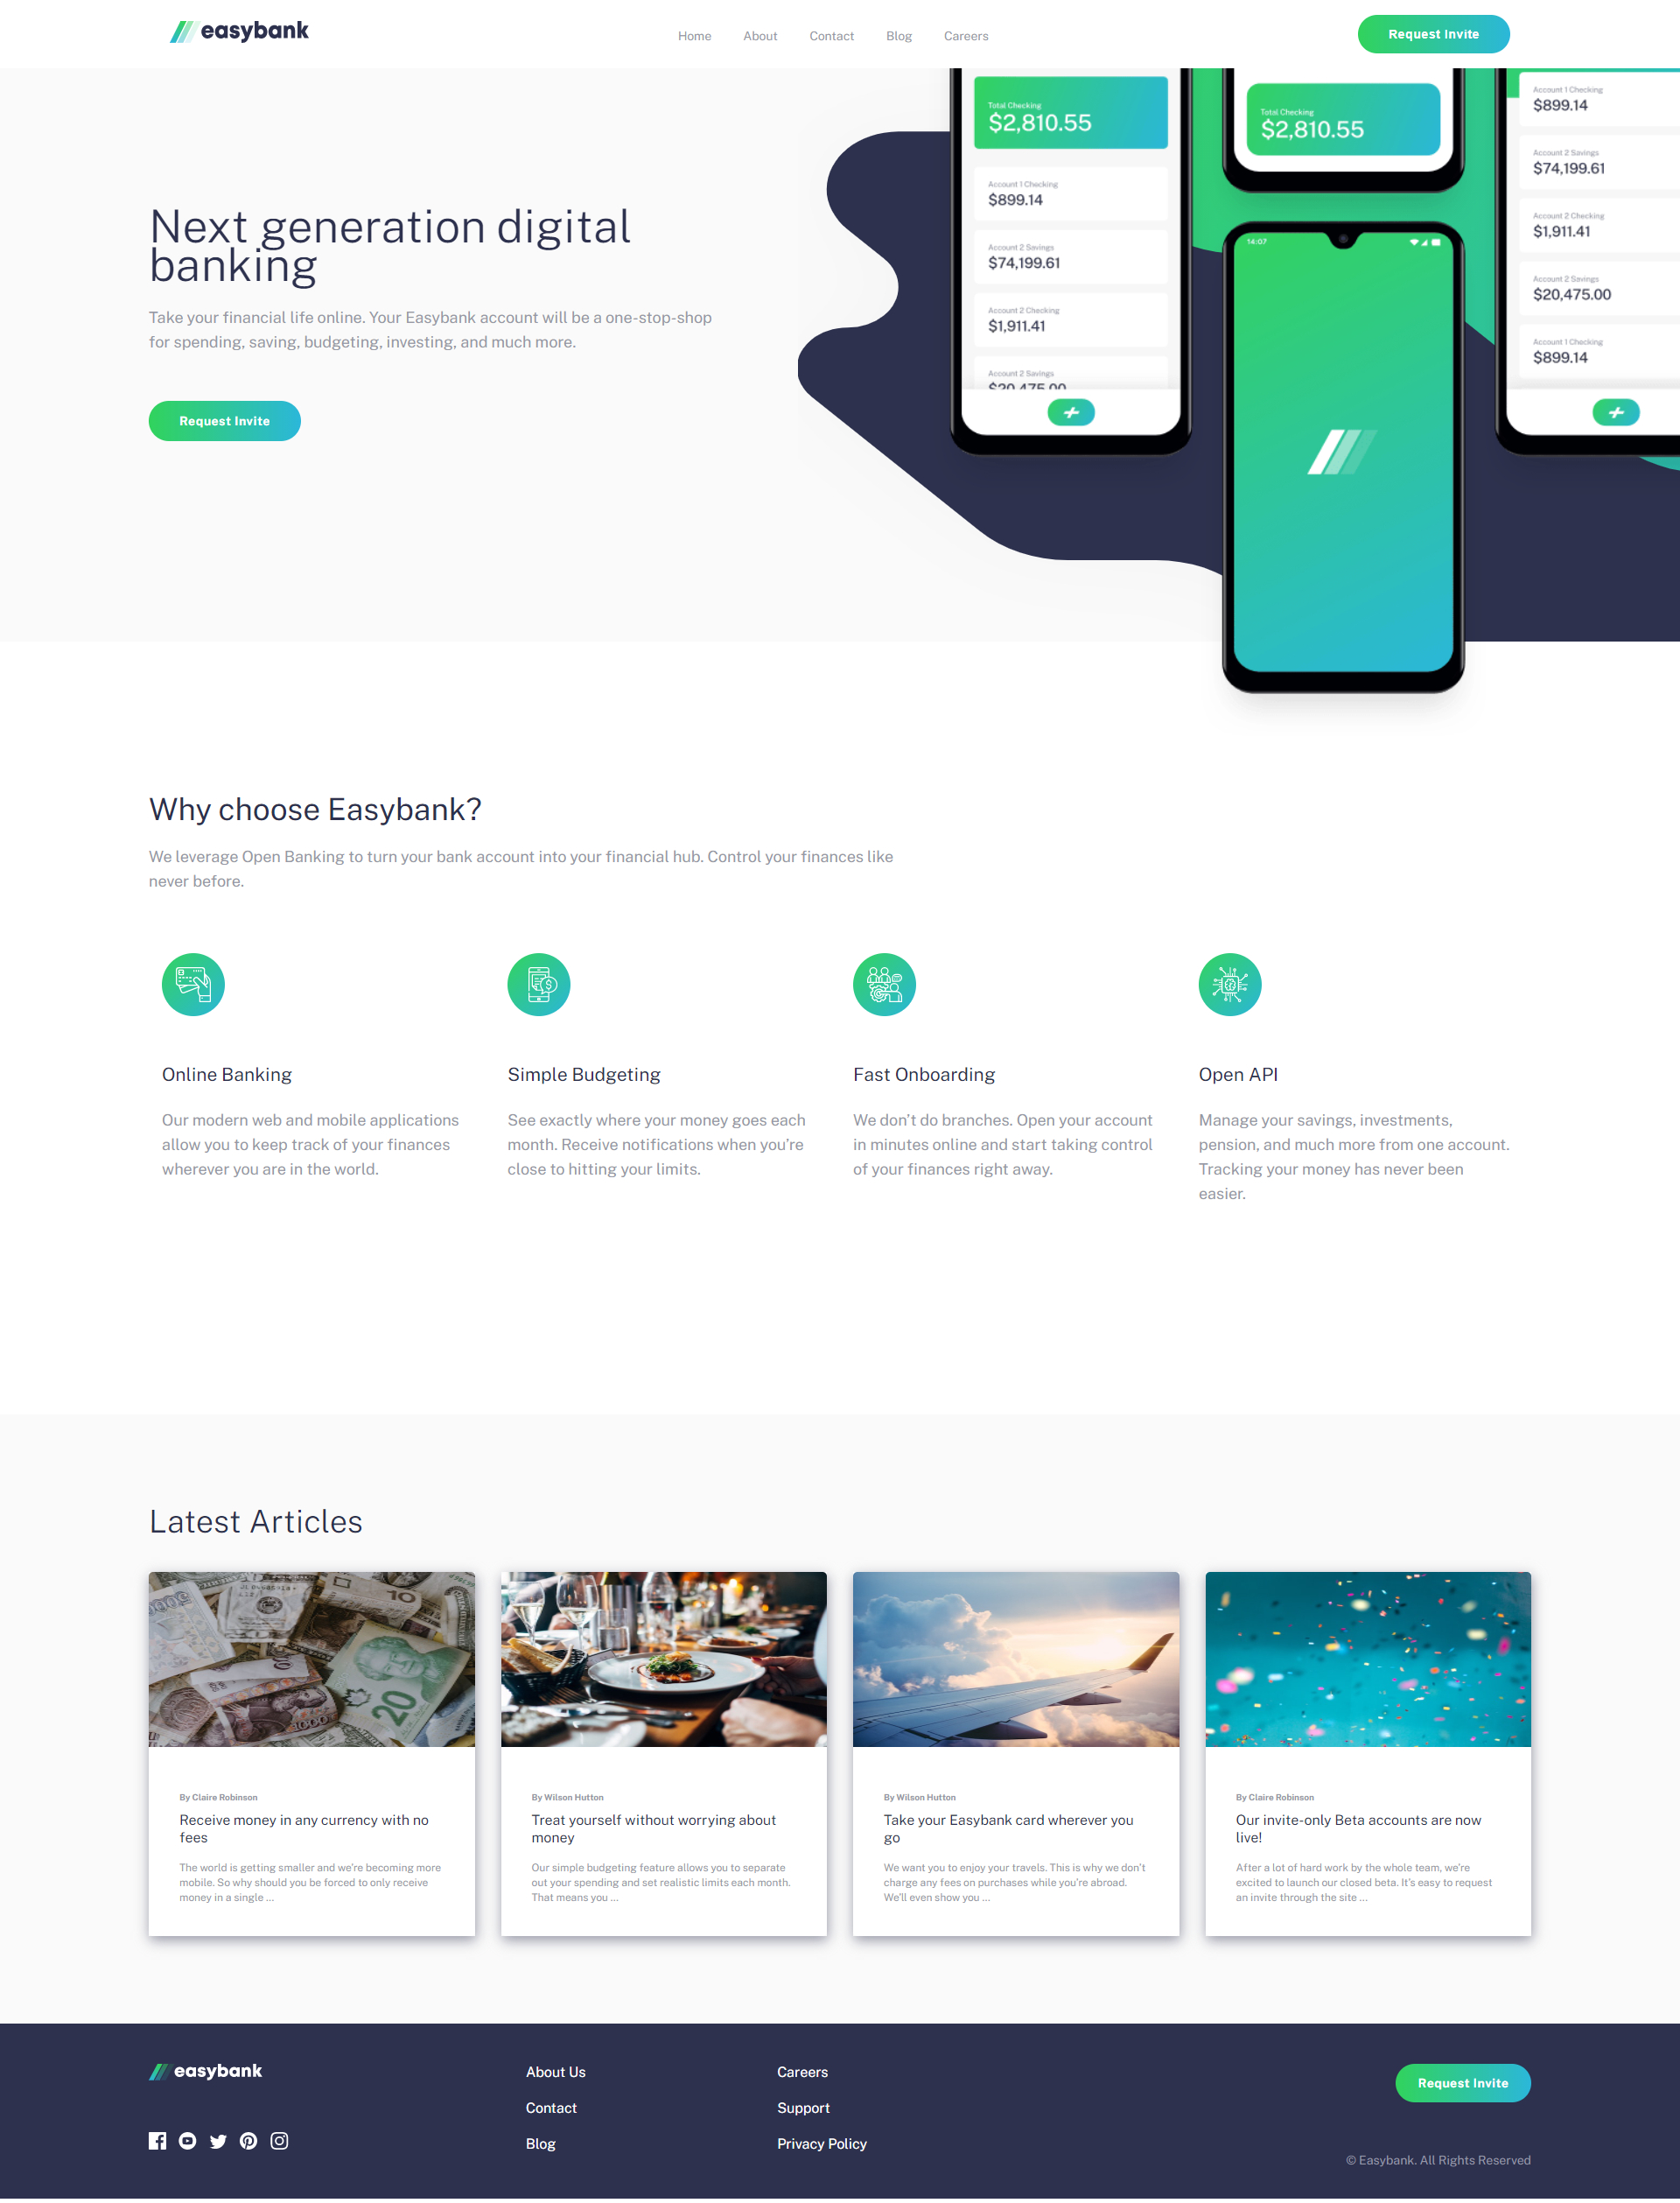 easybank
Home
About
Contact
Blog
Careers
Request Invite
Total Checking
$2,810.55
Account 1 Checking
$899.14
Account 2 Savings
$74,199.61
Account 2 Checking
$1,911.41
Account 2 Savings
$20,475.00
Total Checking
$2,810.55
14:07
Account 1 Checking
$899.14
Account 2 Savings
$74,199.61
Account 2 Checking
$1,911.41
Account 2 Savings
$20,475.00
Account 1 Checking
$899.14
Next generation digital
banking
Take your financial life online. Your Easybank account will be a one-stop-shop
for spending, saving, budgeting, investing, and much more.
Request Invite
Why choose Easybank?
We leverage Open Banking to turn your bank account into your financial hub. Control your finances like
never before.
Online Banking
Our modern web and mobile applications
allow you to keep track of your finances
wherever you are in the world.
Simple Budgeting
See exactly where your money goes each
month. Receive notifications when you’re
close to hitting your limits.
Fast Onboarding
We don’t do branches. Open your account
in minutes online and start taking control
of your finances right away.
Open API
Manage your savings, investments,
pension, and much more from one account.
Tracking your money has never been
easier.
Latest Articles
10
20
By Claire Robinson
Receive money in any currency with no
fees
The world is getting smaller and we’re becoming more
mobile. So why should you be forced to only receive
money in a single …
By Wilson Hutton
Treat yourself without worrying about
money
Our simple budgeting feature allows you to separate
out your spending and set realistic limits each month.
That means you …
By Wilson Hutton
Take your Easybank card wherever you
go
We want you to enjoy your travels. This is why we don’t
charge any fees on purchases while you’re abroad.
We’ll even show you …
By Claire Robinson
Our invite-only Beta accounts are now
live!
After a lot of hard work by the whole team, we’re
excited to launch our closed beta. It’s easy to request
an invite through the site …
easybank
About Us
Contact
Blog
Careers
Support
Privacy Policy
Request Invite
© Easybank. All Rights Reserved